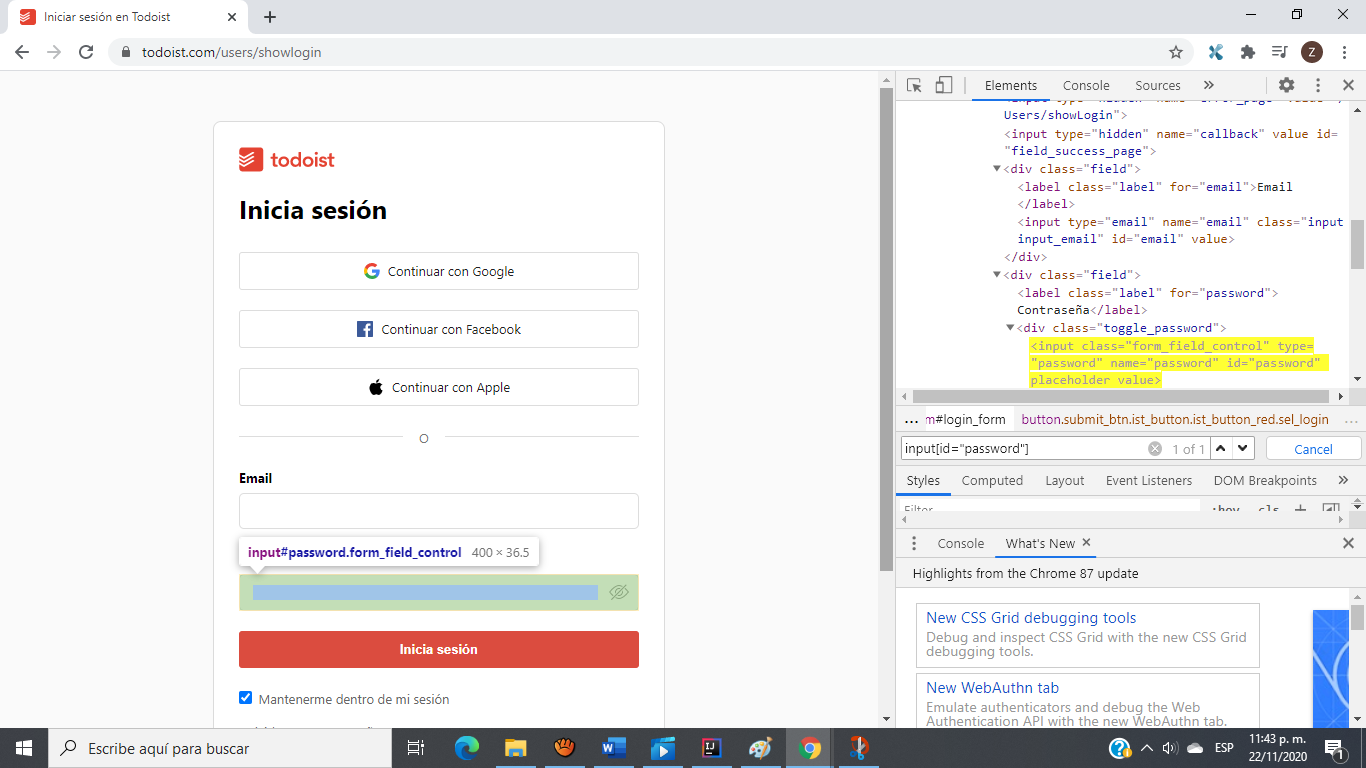 Iniciar sesión en Todoist
todoist.com/users/showlogin
Z
todoist
Inicia sesión
Continuar con Google
Continuar con Facebook
Continuar con Apple
O
Email
input#password.form_field_control 400 × 36.5
Inicia sesión
Mantenerme dentro de mi sesión
Elements Console Sources »
Users/showLogin">
<input type="hidden" name="callback" value id=
"field_success_page">
<div class="field">
<label class="label" for="email">Email
</label>
<input type="email" name="email" class="input
input_email" id="email" value>
</div>
<div class="field">
<label class="label" for="password">
Contraseña</label>
<div class="toggle_password">
<input class="form_field_control" type=
"password" name="password" id="password"
placeholder value>
... m#login_form button.submit_btn.ist_button.ist_button_red.sel_login ...
input[id="password"] 1 of 1 Cancel
Styles Computed Layout Event Listeners DOM Breakpoints »
Filter :hov .cls +
Console What's New
Highlights from the Chrome 87 update
New CSS Grid debugging tools
Debug and inspect CSS Grid with the new CSS Grid
debugging tools.
New WebAuthn tab
Emulate authenticators and debug the Web
Authentication API with the new WebAuthn tab.
Escribe aquí para buscar
ESP
11:43 p. m.
22/11/2020
1